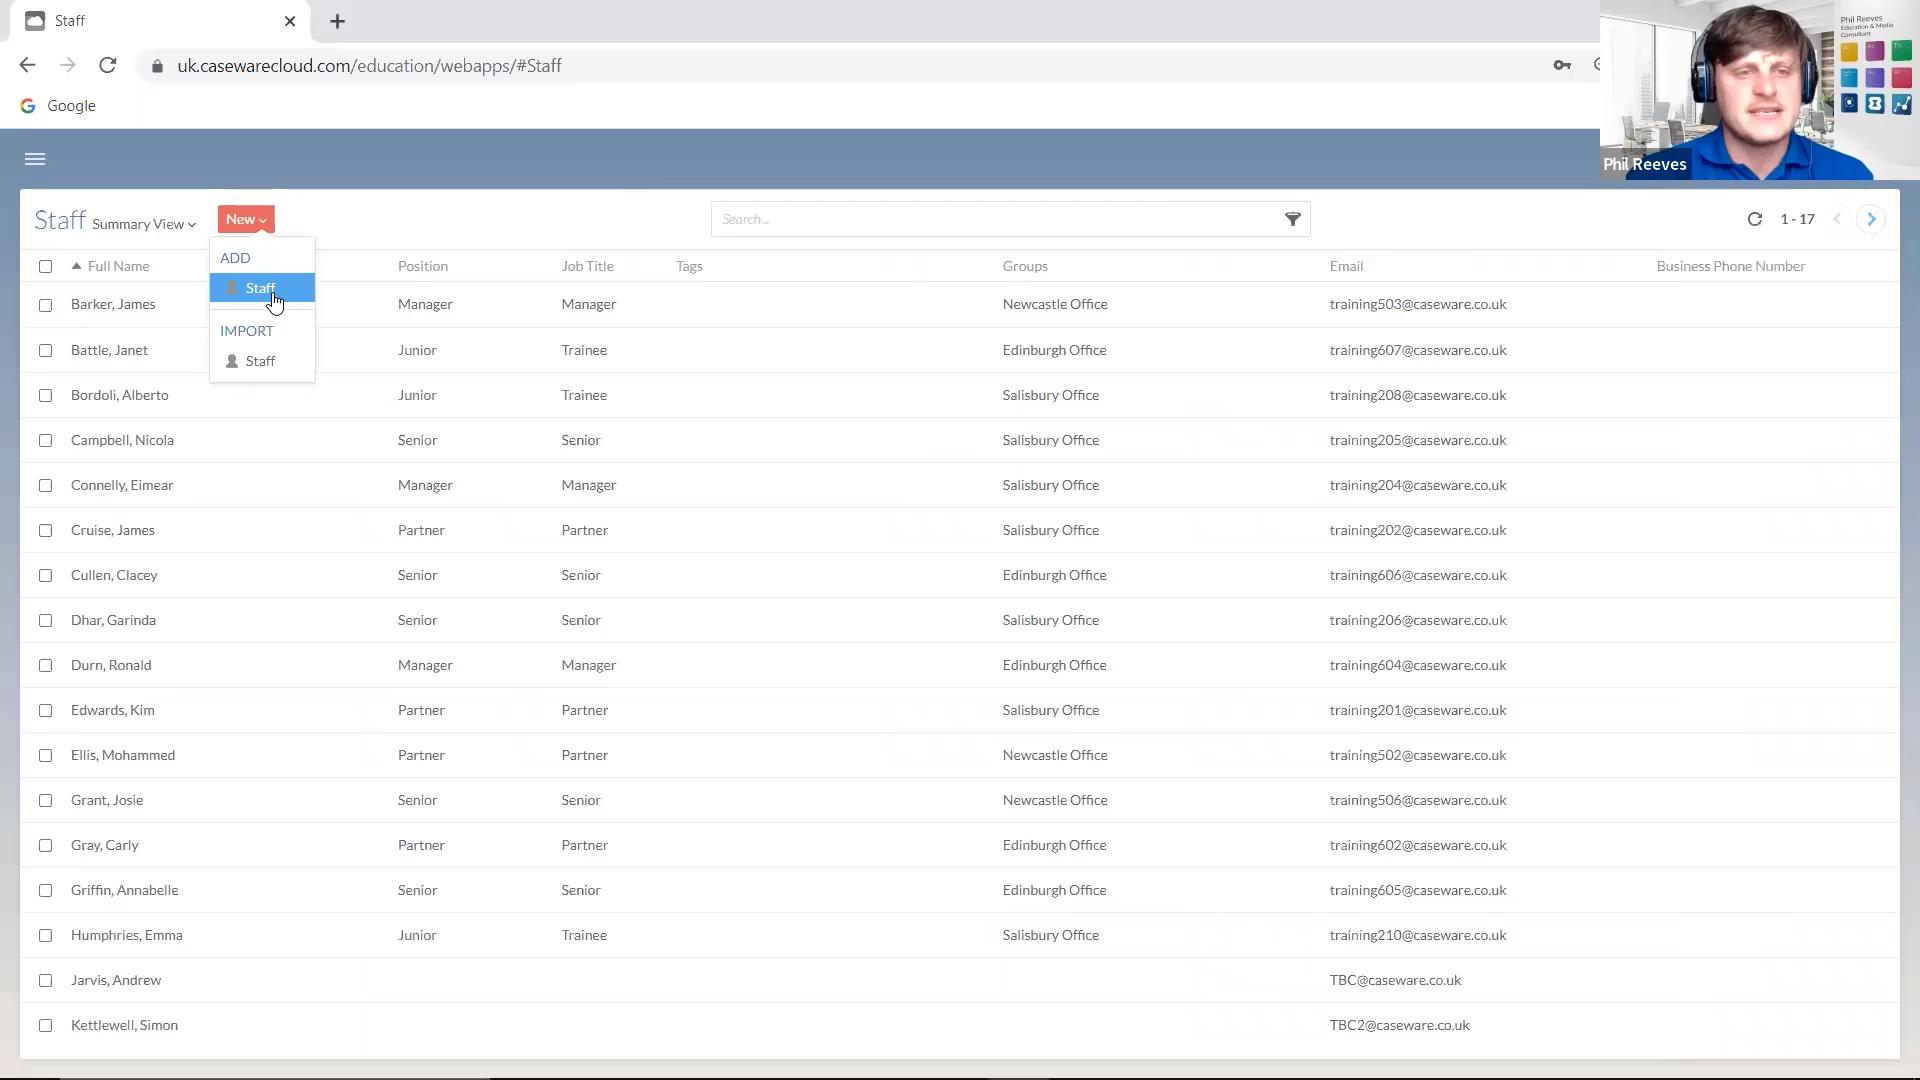 Staff
uk.casewarecloud.com/education/webapps/#Staff
Google
Phil Reeves
Education & Media
Consultant
Phil Reeves
Staff Summary View New Search... 1 - 17
ADD
Staff
IMPORT
Staff
Full Name Position Job Title Tags Groups Email Business Phone Number
Barker, James Manager Manager Newcastle Office training503@caseware.co.uk
Battle, Janet Junior Trainee Edinburgh Office training607@caseware.co.uk
Bordoli, Alberto Junior Trainee Salisbury Office training208@caseware.co.uk
Campbell, Nicola Senior Senior Salisbury Office training205@caseware.co.uk
Connelly, Eimear Manager Manager Salisbury Office training204@caseware.co.uk
Cruise, James Partner Partner Salisbury Office training202@caseware.co.uk
Cullen, Clacey Senior Senior Edinburgh Office training606@caseware.co.uk
Dhar, Garinda Senior Senior Salisbury Office training206@caseware.co.uk
Durn, Ronald Manager Manager Edinburgh Office training604@caseware.co.uk
Edwards, Kim Partner Partner Salisbury Office training201@caseware.co.uk
Ellis, Mohammed Partner Partner Newcastle Office training502@caseware.co.uk
Grant, Josie Senior Senior Newcastle Office training506@caseware.co.uk
Gray, Carly Partner Partner Edinburgh Office training602@caseware.co.uk
Griffin, Annabelle Senior Senior Edinburgh Office training605@caseware.co.uk
Humphries, Emma Junior Trainee Salisbury Office training210@caseware.co.uk
Jarvis, Andrew TBC@caseware.co.uk
Kettlewell, Simon TBC2@caseware.co.uk